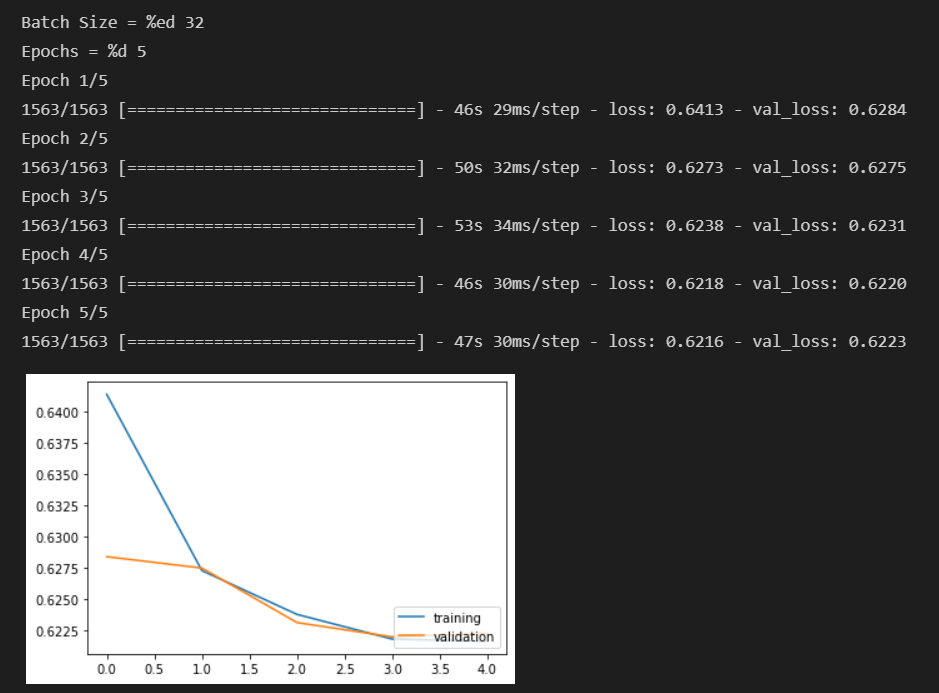 Batch Size = %ed 32
Epochs = %d 5
Epoch 1/5
1563/1563 [==============================] - 46s 29ms/step - loss: 0.6413 - val_loss: 0.6284
Epoch 2/5
1563/1563 [==============================] - 50s 32ms/step - loss: 0.6273 - val_loss: 0.6275
Epoch 3/5
1563/1563 [==============================] - 53s 34ms/step - loss: 0.6238 - val_loss: 0.6231
Epoch 4/5
1563/1563 [==============================] - 46s 30ms/step - loss: 0.6218 - val_loss: 0.6220
Epoch 5/5
1563/1563 [==============================] - 47s 30ms/step - loss: 0.6216 - val_loss: 0.6223
0.6400
0.6375
0.6350
0.6325
0.6300
0.6275
0.6250
0.6225
training
validation
0.0 0.5 1.0 1.5 2.0 2.5 3.0 3.5 4.0